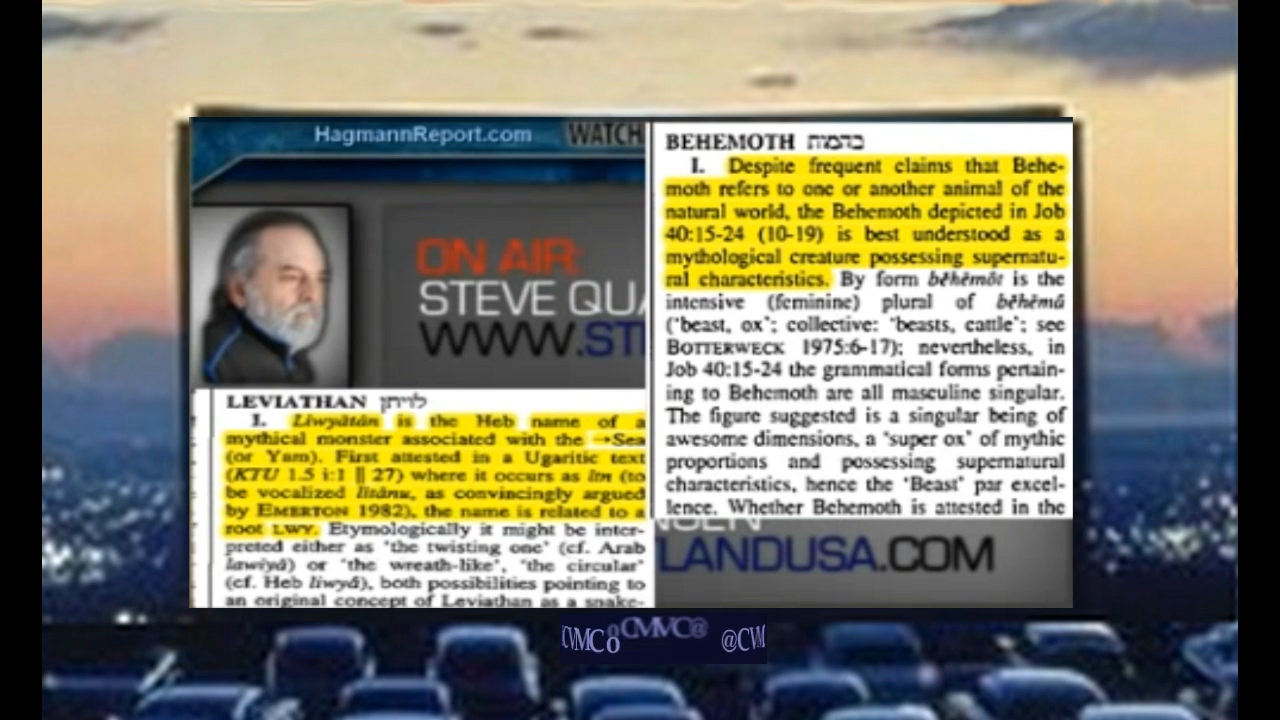 HagmannReport.com
WATCH
ON AIR:
STEVE QUA
WWW.ST
LEVIATHAN לויתן
I. Liwyātān is the Heb name of a
mythical monster associated with the →Sea
(or Yam). First attested in a Ugaritic text
(KTU 1.5 i:1 || 27) where it occurs as ltn (to
be vocalized lītānu, as convincingly argued
by EMERTON 1982), the name is related to a
root LWY. Etymologically it might be inter-
preted either as 'the twisting one' (cf. Arab
lawiyā) or 'the wreath-like', 'the circular'
(cf. Heb liwyâ), both possibilities pointing to
an original concept of Leviathan as a snake-
BEHEMOTH בהמות
I. Despite frequent claims that Behe-
moth refers to one or another animal of the
natural world, the Behemoth depicted in Job
40:15-24 (10-19) is best understood as a
mythological creature possessing supernatu-
ral characteristics. By form bĕhēmôt is the
intensive (feminine) plural of bĕhēmâ
('beast, ox'; collective: 'beasts, cattle'; see
BOTTERWECK 1975:6-17); nevertheless, in
Job 40:15-24 the grammatical forms pertain-
ing to Behemoth are all masculine singular.
The figure suggested is a singular being of
awesome dimensions, a 'super ox' of mythic
proportions and possessing supernatural
characteristics, hence the 'Beast' par excel-
lence. Whether Behemoth is attested in the
LANDUSA.COM
CVMC8 CVMC@ @CVM